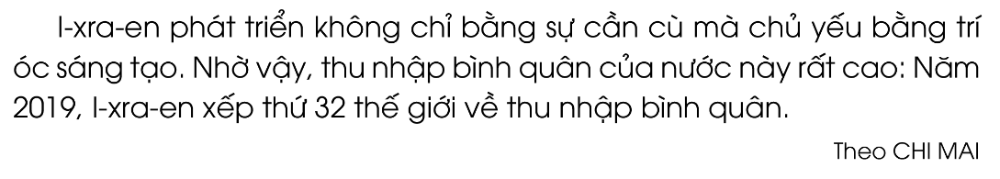 I-xra-en phát triển không chỉ bằng sự cần cù mà chủ yếu bằng trí
óc sáng tạo. Nhờ vậy, thu nhập bình quân của nước này rất cao: Năm
2019, I-xra-en xếp thứ 32 thế giới về thu nhập bình quân.
Theo CHI MAI